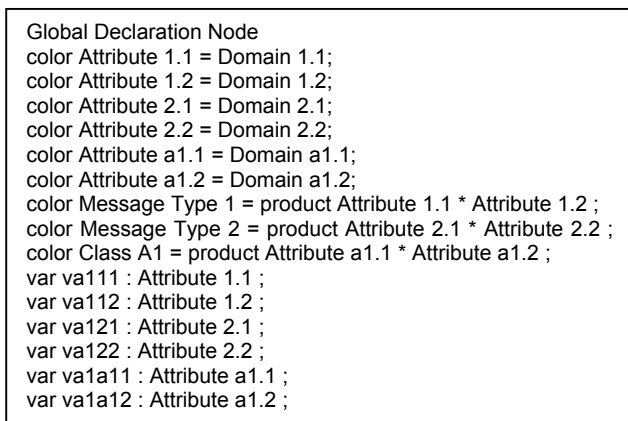 Global Declaration Node
color Attribute 1.1 = Domain 1.1;
color Attribute 1.2 = Domain 1.2;
color Attribute 2.1 = Domain 2.1;
color Attribute 2.2 = Domain 2.2;
color Attribute a1.1 = Domain a1.1;
color Attribute a1.2 = Domain a1.2;
color Message Type 1 = product Attribute 1.1 * Attribute 1.2 ;
color Message Type 2 = product Attribute 2.1 * Attribute 2.2 ;
color Class A1 = product Attribute a1.1 * Attribute a1.2 ;
var va111 : Attribute 1.1 ;
var va112 : Attribute 1.2 ;
var va121 : Attribute 2.1 ;
var va122 : Attribute 2.2 ;
var va1a11 : Attribute a1.1 ;
var va1a12 : Attribute a1.2 ;